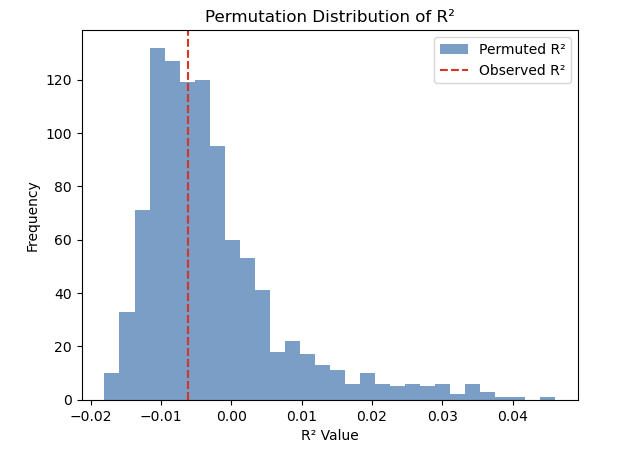 Permutation Distribution of R²
Permuted R²
Observed R²
Frequency
120
100
80
60
40
20
0
−0.02 −0.01 0.00 0.01 0.02 0.03 0.04
R² Value